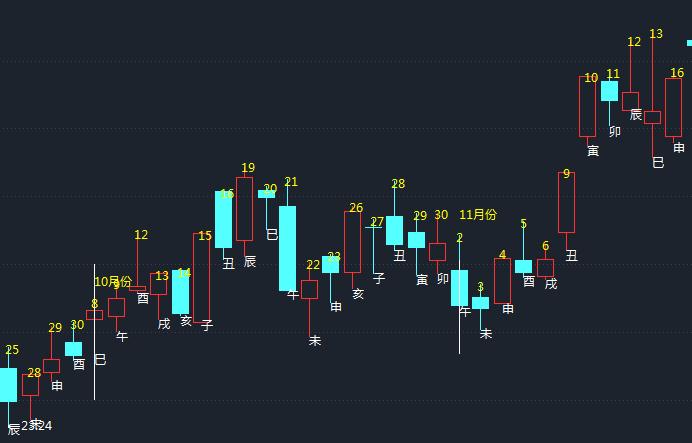 12 13
10 11 16
辰
卯
寅 巳 申
19
9
16 20 21 28
26 29 30 11月份
27 5
12 15 巳 2
丑 6
23 4
辰 22 丑 丑
13 14
10月份 9 子 寅 卯 酉 戌
酉 午 亥 3
8 申 申
戌 亥 子 午
29 30 午 未 未
25 巳
酉
28 申
辰 23 24 未